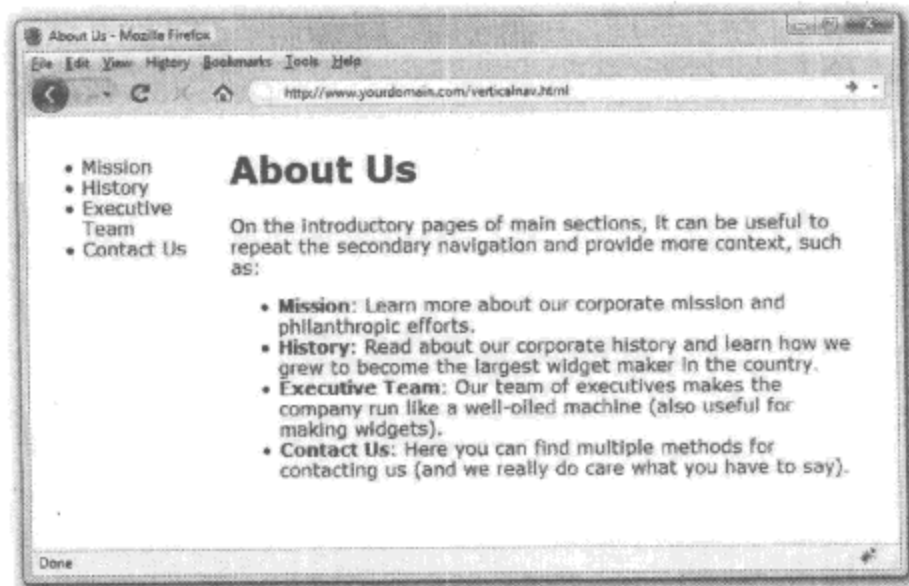 About Us - Mozilla Firefox
File Edit View History Bookmarks Tools Help
http://www.yourdomain.com/verticalnav.html
• Mission
• History
• Executive
Team
• Contact Us
About Us
On the introductory pages of main sections, it can be useful to
repeat the secondary navigation and provide more context, such
as:
• Mission: Learn more about our corporate mission and
philanthropic efforts.
• History: Read about our corporate history and learn how we
grew to become the largest widget maker in the country.
• Executive Team: Our team of executives makes the
company run like a well-oiled machine (also useful for
making widgets).
• Contact Us: Here you can find multiple methods for
contacting us (and we really do care what you have to say).
Done